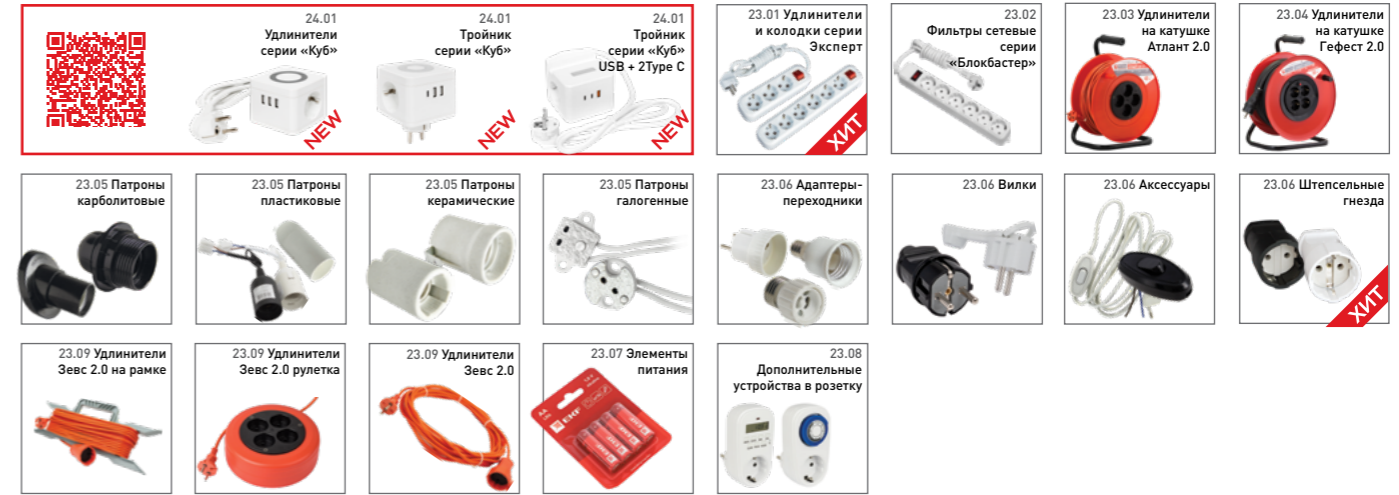 24.01
Удлинители
серии «Куб»
NEW
24.01
Тройник
серии «Куб»
NEW
24.01
Тройник
серии «Куб»
USB + 2Type C
NEW
23.01 Удлинители
и колодки серии
Эксперт
ХИТ
23.02
Фильтры сетевые
серии
«Блокбастер»
23.03 Удлинители
на катушке
Атлант 2.0
23.04 Удлинители
на катушке
Гефест 2.0
23.05 Патроны
карболитовые
23.05 Патроны
пластиковые
23.05 Патроны
керамические
23.05 Патроны
галогенные
23.06 Адаптеры-
переходники
23.06 Вилки
23.06 Аксессуары
23.06 Штепсельные
гнезда
ХИТ
23.09 Удлинители
Зевс 2.0 на рамке
23.09 Удлинители
Зевс 2.0 рулетка
23.09 Удлинители
Зевс 2.0
23.07 Элементы
питания
EKF
23.08
Дополнительные
устройства в розетку